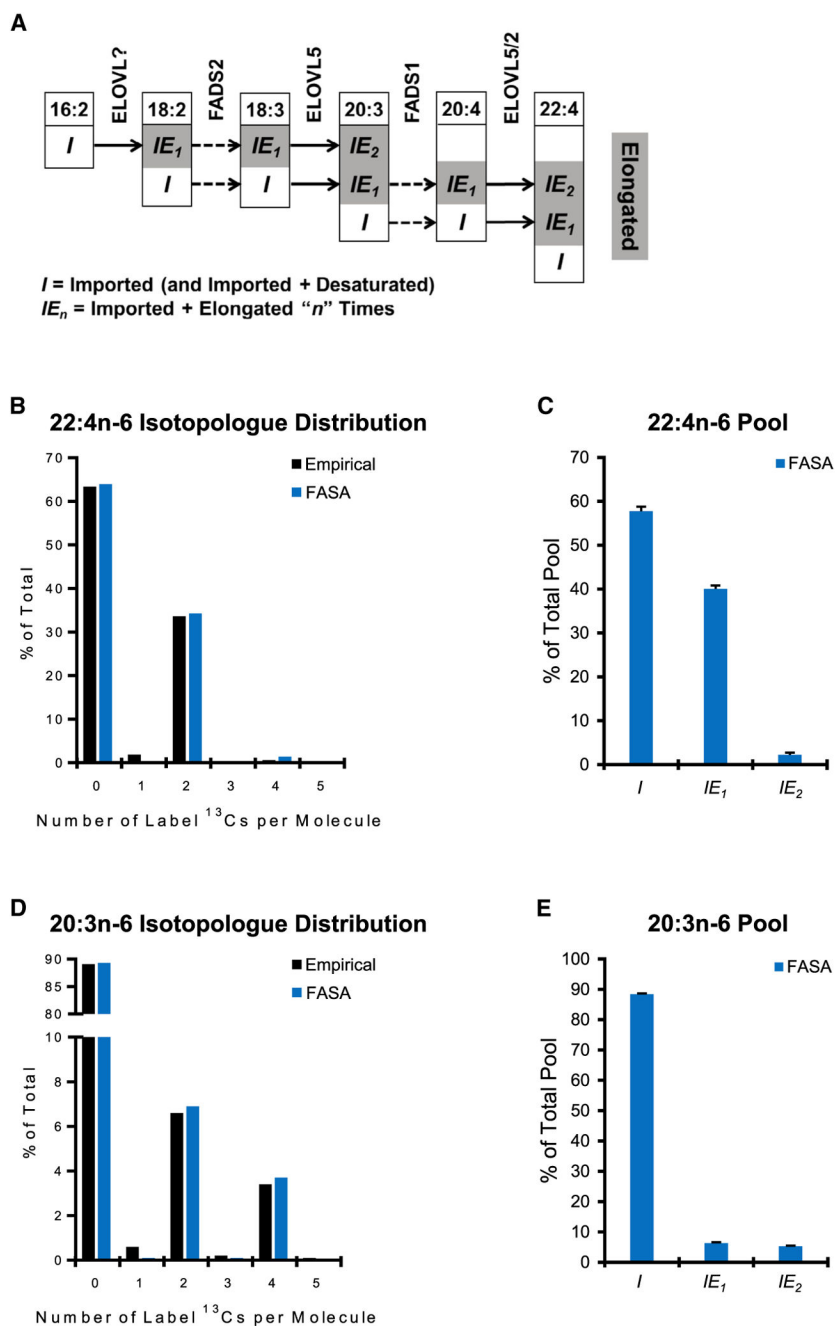 A
ELOVL?
FADS2
ELOVL5
FADS1
ELOVL5/2
16:2
18:2
18:3
20:3
20:4
22:4
I
IE1
IE1
IE2
I
I
IE1
IE1
IE2
I
I
IE1
I
Elongated
I = Imported (and Imported + Desaturated)
IEn = Imported + Elongated “n” Times
B
22:4n-6 Isotopologue Distribution
Empirical
FASA
% of Total
70
60
50
40
30
20
10
0
0 1 2 3 4 5
Number of Label 13Cs per Molecule
C
22:4n-6 Pool
FASA
% of Total Pool
70
60
50
40
30
20
10
0
I IE1 IE2
D
20:3n-6 Isotopologue Distribution
Empirical
FASA
% of Total
90
85
80
10
8
6
4
2
0
0 1 2 3 4 5
Number of Label 13Cs per Molecule
E
20:3n-6 Pool
FASA
% of Total Pool
100
90
80
70
60
50
40
30
20
10
0
I IE1 IE2